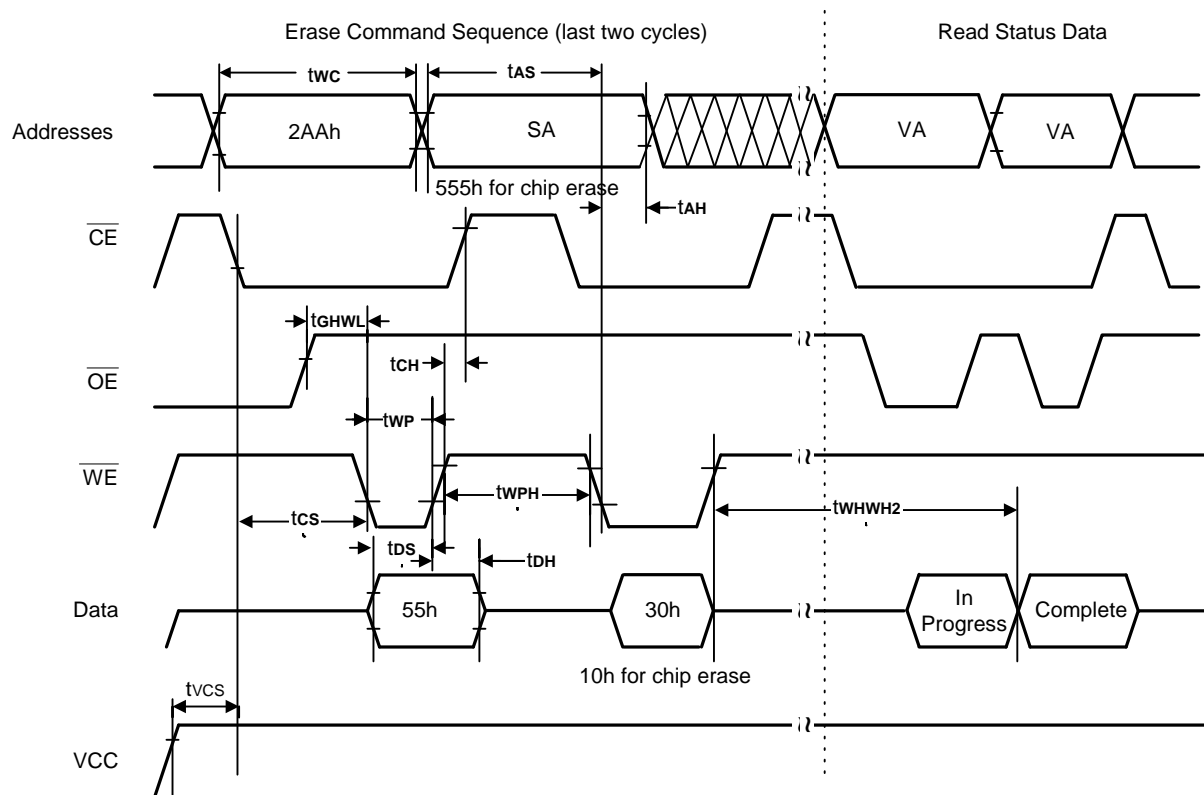 Erase Command Sequence (last two cycles)
Read Status Data
tWC
tAS
Addresses
2AAh
SA
VA
VA
555h for chip erase
tAH
CE
tGHWL
tCH
OE
tWP
WE
tWPH
tWHWH2
tCS
tDS
tDH
Data
55h
30h
In
Progress
Complete
10h for chip erase
tVCS
VCC